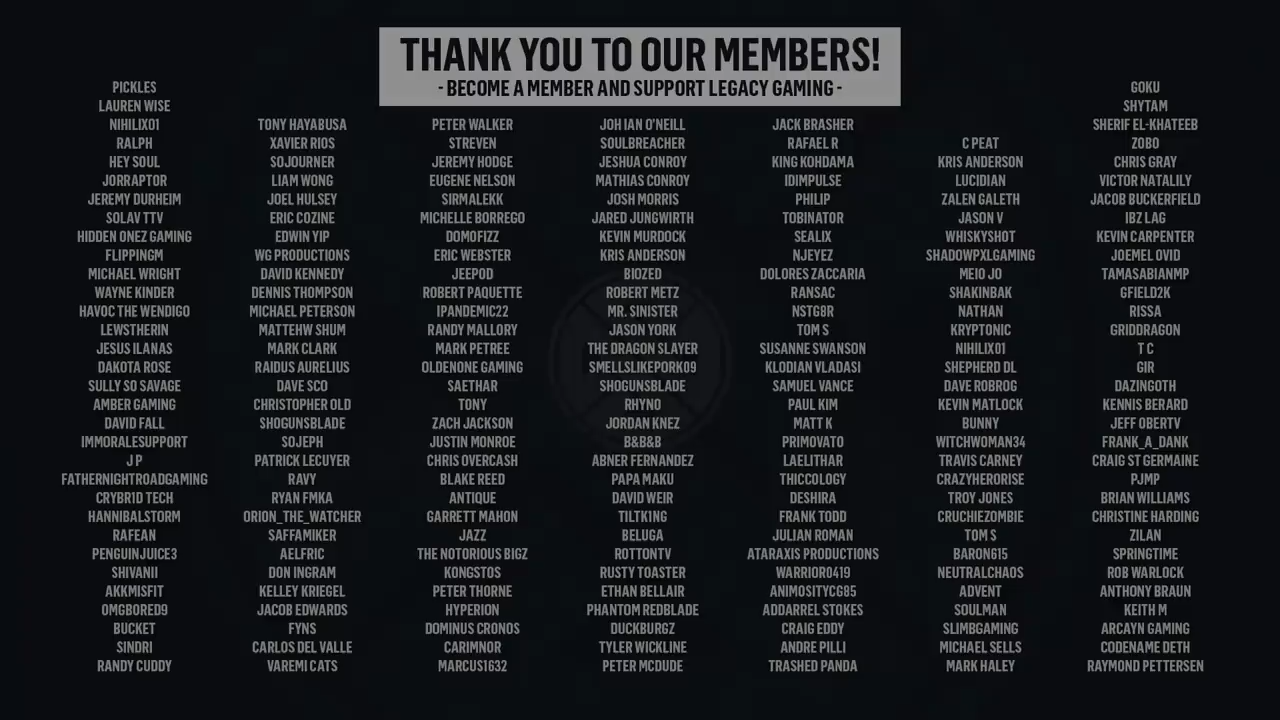 THANK YOU TO OUR MEMBERS!
- BECOME A MEMBER AND SUPPORT LEGACY GAMING -
PICKLES
LAUREN WISE
NIHILIX01
RALPH
HEY SOUL
JORRAPTOR
JEREMY DURHEIM
SOLAV TTV
HIDDEN ONEZ GAMING
FLIPPINGM
MICHAEL WRIGHT
WAYNE KINDER
HAVOC THE WENDIGO
LEWSTHERIN
JESUS ILANAS
DAKOTA ROSE
SULLY SO SAVAGE
AMBER GAMING
DAVID FALL
IMMORALESUPPORT
J P
FATHERNIGHTROADGAMING
CRYBR1D TECH
HANNIBALSTORM
RAFEAN
PENGUINJUICE3
SHIVANII
AKKMISFIT
OMGBORED9
BUCKET
SINDRI
RANDY CUDDY
TONY HAYABUSA
XAVIER RIOS
SOJOURNER
LIAM WONG
JOEL HULSEY
ERIC COZINE
EDWIN YIP
WG PRODUCTIONS
DAVID KENNEDY
DENNIS THOMPSON
MICHAEL PETERSON
MATTEHW SHUM
MARK CLARK
RAIDUS AURELIUS
DAVE SCO
CHRISTOPHER OLD
SHOGUNSBLADE
SOJEPH
PATRICK LECUYER
RAVY
RYAN FMKA
ORION_THE_WATCHER
SAFFAMIKER
AELFRIC
DON INGRAM
KELLEY KRIEGEL
JACOB EDWARDS
FYNS
CARLOS DEL VALLE
VAREMI CATS
PETER WALKER
STREVEN
JEREMY HODGE
EUGENE NELSON
SIRMALEKK
MICHELLE BORREGO
DOMOFIZZ
ERIC WEBSTER
JEEPOD
ROBERT PAQUETTE
IPANDEMIC22
RANDY MALLORY
MARK PETREE
OLDENONE GAMING
SAETHAR
TONY
ZACH JACKSON
JUSTIN MONROE
CHRIS OVERCASH
BLAKE REED
ANTIQUE
GARRETT MAHON
JAZZ
THE NOTORIOUS BIGZ
KONGSTOS
PETER THORNE
HYPERION
DOMINUS CRONOS
CARIMNOR
MARCUS1632
JOH IAN O'NEILL
SOULBREACHER
JESHUA CONROY
MATHIAS CONROY
JOSH MORRIS
JARED JUNGWIRTH
KEVIN MURDOCK
KRIS ANDERSON
BIOZED
ROBERT METZ
MR. SINISTER
JASON YORK
THE DRAGON SLAYER
SMELLSLIKEPORK09
SHOGUNSBLADE
RHYNO
JORDAN KNEZ
B&B&B
ABNER FERNANDEZ
PAPA MAKU
DAVID WEIR
TILTKING
BELUGA
ROTTONTV
RUSTY TOASTER
ETHAN BELLAIR
PHANTOM REDBLADE
DUCKBURGZ
TYLER WICKLINE
PETER MCDUDE
JACK BRASHER
RAFAEL R
KING KOHDAMA
IDIMPULSE
PHILIP
TOBINATOR
SEALIX
NJEYEZ
DOLORES ZACCARIA
RANSAC
NSTG8R
TOM S
SUSANNE SWANSON
KLODIAN VLADASI
SAMUEL VANCE
PAUL KIM
MATT K
PRIMOVATO
LAELITHAR
THICCOLOGY
DESHIRA
FRANK TODD
JULIAN ROMAN
ATARAXIS PRODUCTIONS
WARRIOR0419
ANIMOSITYCG85
ADDARREL STOKES
CRAIG EDDY
ANDRE PILLI
TRASHED PANDA
C PEAT
KRIS ANDERSON
LUCIDIAN
ZALEN GALETH
JASON V
WHISKYSHOT
SHADOWPXLGAMING
MEIO JO
SHAKINBAK
NATHAN
KRYPTONIC
NIHILIX01
SHEPHERD DL
DAVE ROBROG
KEVIN MATLOCK
BUNNY
WITCHWOMAN34
TRAVIS CARNEY
CRAZYHERORISE
TROY JONES
CRUCHIEZOMBIE
TOM S
BARON615
NEUTRALCHAOS
ADVENT
SOULMAN
SLIMBGAMING
MICHAEL SELLS
MARK HALEY
GOKU
SHYTAM
SHERIF EL-KHATEEB
ZOBO
CHRIS GRAY
VICTOR NATALILY
JACOB BUCKERFIELD
IBZ LAG
KEVIN CARPENTER
JOEMEL OVID
TAMASABIANMP
GFIELD2K
RISSA
GRIDDRAGON
T C
GIR
DAZINGOTH
KENNIS BERARD
JEFF OBERTV
FRANK_A_DANK
CRAIG ST GERMAINE
PJMP
BRIAN WILLIAMS
CHRISTINE HARDING
ZILAN
SPRINGTIME
ROB WARLOCK
ANTHONY BRAUN
KEITH M
ARCAYN GAMING
CODENAME DETH
RAYMOND PETTERSEN